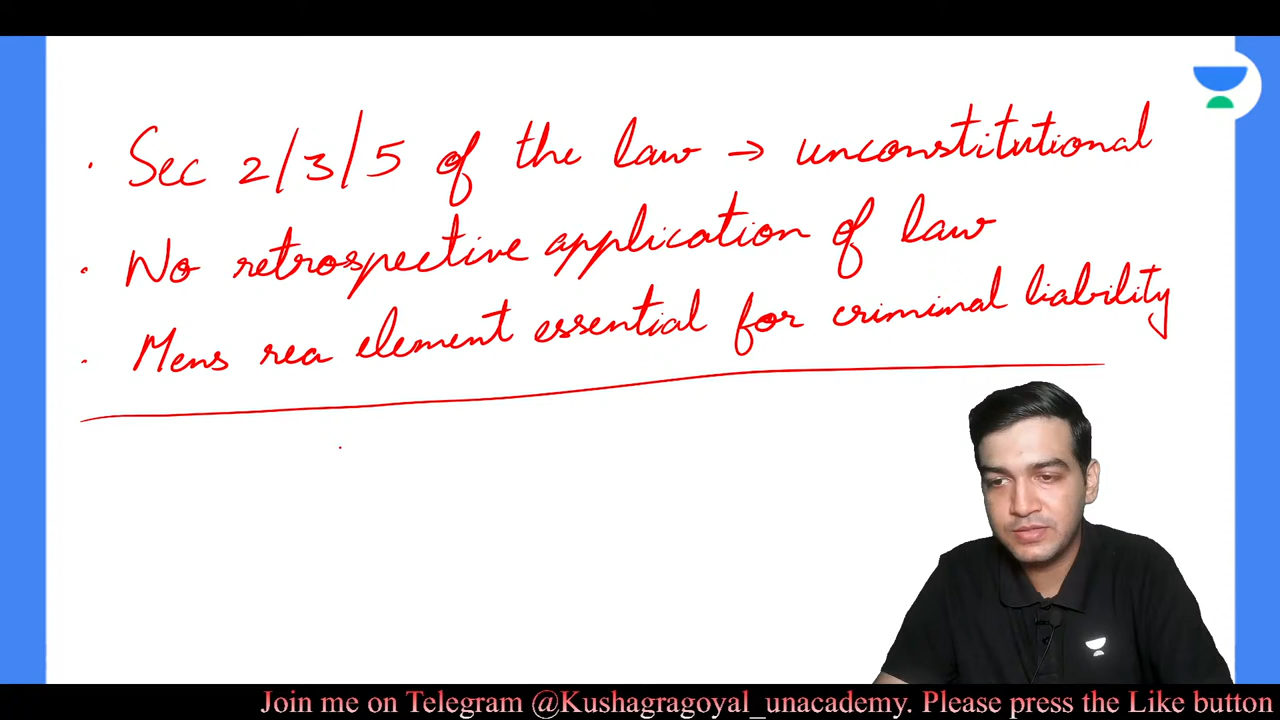 · Sec 2/3/5 of the law → unconstitutional
· No retrospective application of law
· Mens rea element essential for criminal liability
Join me on Telegram @Kushagragoyal_unacademy. Please press the Like button